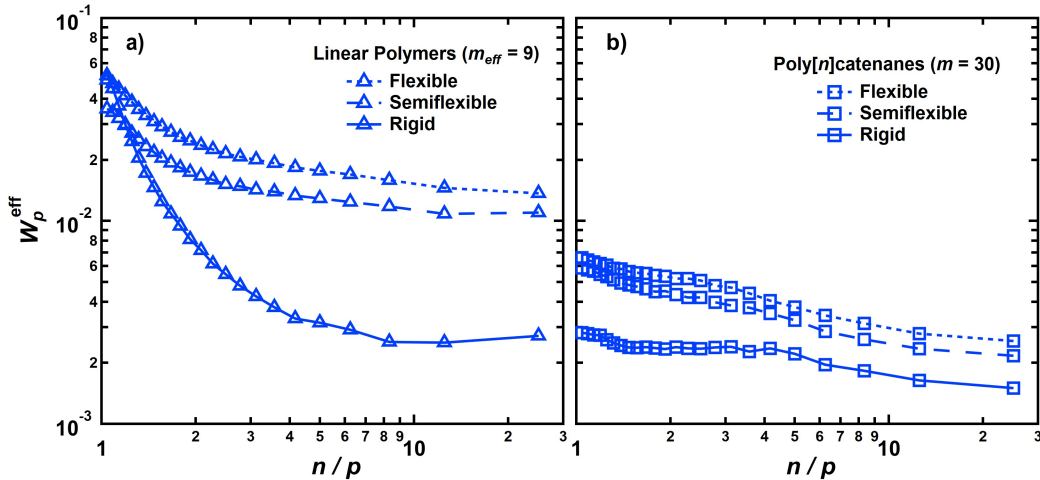 a)
Linear Polymers (m_eff = 9)
Flexible
Semiflexible
Rigid
b)
Poly[n]catenanes (m = 30)
Flexible
Semiflexible
Rigid
W_p^eff
10^-1
8
6
4
2
10^-2
8
6
4
2
10^-3
1 2 3 4 5 6 7 8 9 10 2 3
n / p
1 2 3 4 5 6 7 8 9 10 2 3
n / p